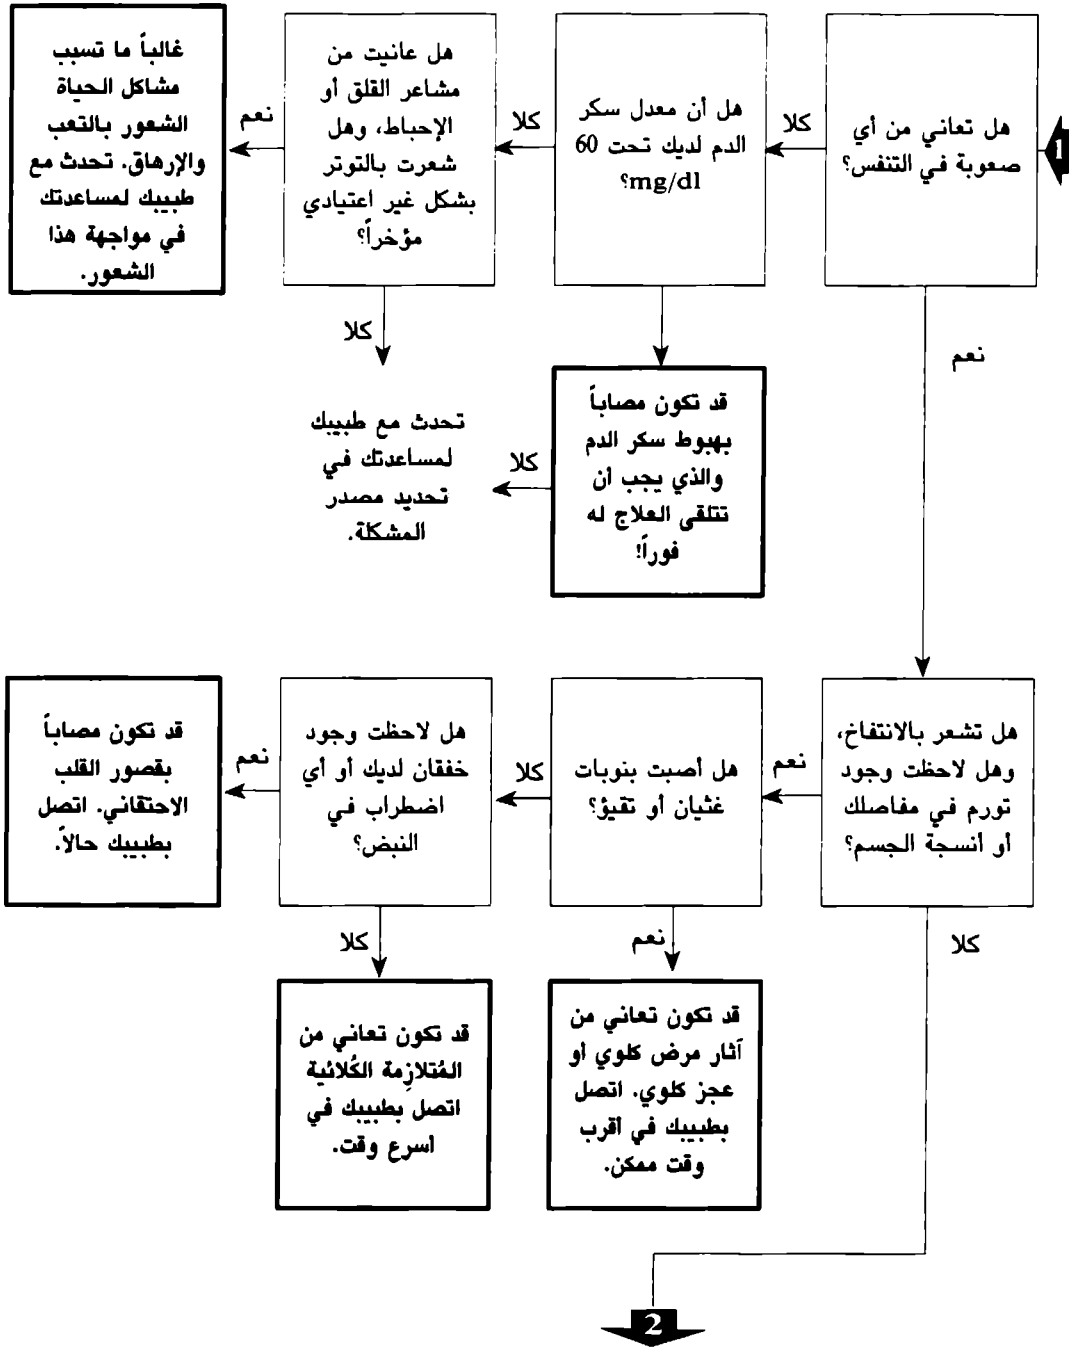 1
هل تعاني من أي
صعوبة في التنفس؟
كلا
هل أن معدل سكر
الدم لديك تحت 60
mg/dl؟
كلا
هل عانيت من
مشاعر القلق أو
الإحباط، وهل
شعرت بالتوتر
بشكل غير اعتيادي
مؤخراً؟
نعم
غالباً ما تسبب
مشاكل الحياة
الشعور بالتعب
والإرهاق. تحدث مع
طبيبك لمساعدتك
في مواجهة هذا
الشعور.
نعم
كلا
قد تكون مصاباً
بهبوط سكر الدم
والذي يجب أن
تتلقى العلاج له
فوراً!
كلا
تحدث مع طبيبك
لمساعدتك في
تحديد مصدر
المشكلة.
هل تشعر بالانتفاخ،
وهل لاحظت وجود
تورم في مفاصلك
أو أنسجة الجسم؟
نعم
هل أصبت بنوبات
غثيان أو تقيؤ؟
كلا
هل لاحظت وجود
خفقان لديك أو أي
اضطراب في
النبض؟
نعم
قد تكون مصاباً
بقصور القلب
الاحتقاني. اتصل
بطبيبك حالاً.
كلا
نعم
كلا
قد تكون تعاني من
آثار مرض كلوي أو
عجز كلوي. اتصل
بطبيبك في أقرب
وقت ممكن.
قد تكون تعاني من
المُتلازِمة الكُلائية
اتصل بطبيبك في
أسرع وقت.
2